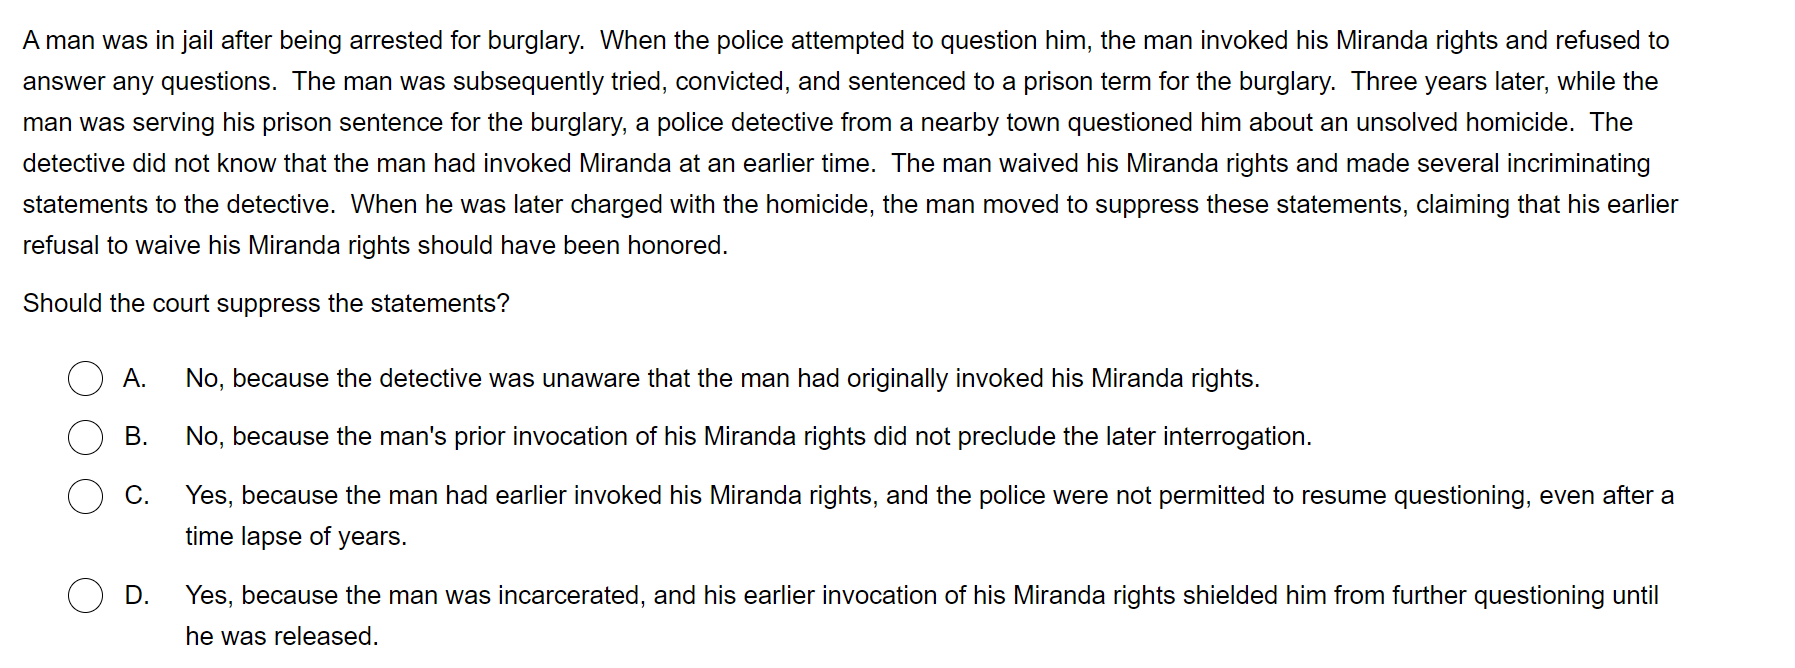 A man was in jail after being arrested for burglary.  When the police attempted to question him, the man invoked his Miranda rights and refused to
answer any questions.  The man was subsequently tried, convicted, and sentenced to a prison term for the burglary.  Three years later, while the
man was serving his prison sentence for the burglary, a police detective from a nearby town questioned him about an unsolved homicide.  The
detective did not know that the man had invoked Miranda at an earlier time.  The man waived his Miranda rights and made several incriminating
statements to the detective.  When he was later charged with the homicide, the man moved to suppress these statements, claiming that his earlier
refusal to waive his Miranda rights should have been honored.
Should the court suppress the statements?
A. No, because the detective was unaware that the man had originally invoked his Miranda rights.
B. No, because the man's prior invocation of his Miranda rights did not preclude the later interrogation.
C. Yes, because the man had earlier invoked his Miranda rights, and the police were not permitted to resume questioning, even after a
time lapse of years.
D. Yes, because the man was incarcerated, and his earlier invocation of his Miranda rights shielded him from further questioning until
he was released.